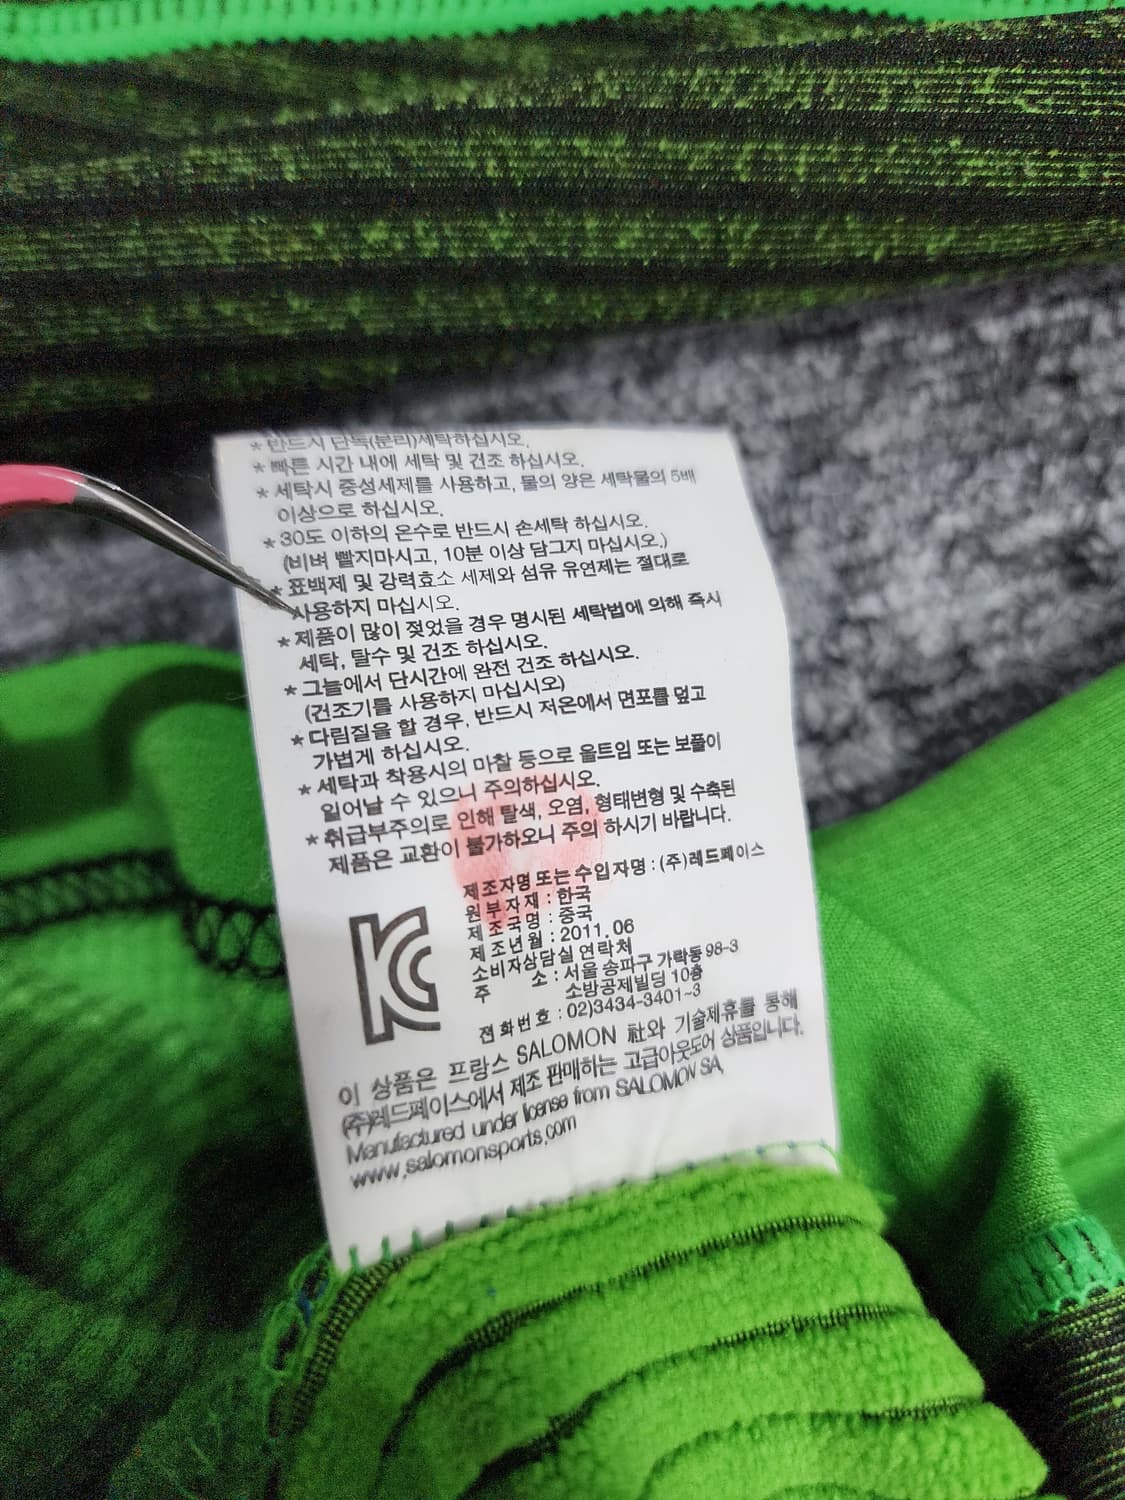 * 반드시 단독(분리)세탁하십시오.
* 빠른 시간 내에 세탁 및 건조 하십시오.
* 세탁시 중성세제를 사용하고, 물의 양은 세탁물의 5배
이상으로 하십시오.
* 30도 이하의 온수로 반드시 손세탁 하십시오.
(비벼 빨지마시고, 10분 이상 담그지 마십시오.)
* 표백제 및 강력효소 세제와 섬유 유연제는 절대로
사용하지 마십시오.
* 제품이 많이 젖었을 경우 명시된 세탁법에 의해 즉시
세탁, 탈수 및 건조 하십시오.
* 그늘에서 단시간에 완전 건조 하십시오.
(건조기를 사용하지 마십시오)
* 다림질을 할 경우, 반드시 저온에서 면포를 덮고
가볍게 하십시오.
* 세탁과 착용시의 마찰 등으로 올트임 또는 보풀이
일어날 수 있으니 주의하십시오.
* 취급부주의로 인해 탈색, 오염, 형태변형 및 수축된
제품은 교환이 불가하오니 주의 하시기 바랍니다.
제조자명 또는 수입자명 : (주)레드페이스
원부자재 : 한국
제조국명 : 중국
제조년월 : 2011. 06
소비자상담실 연락처
주 소 : 서울 송파구 가락동 98-3
소방공제빌딩 10층
전화번호 : 02)3434-3401~3
KC
이 상품은 프랑스 SALOMON 社와 기술제휴를 통해
(주)레드페이스에서 제조 판매하는 고급아웃도어 상품입니다.
Manufactured under license from SALOMON SA,
www.salomonsports.com